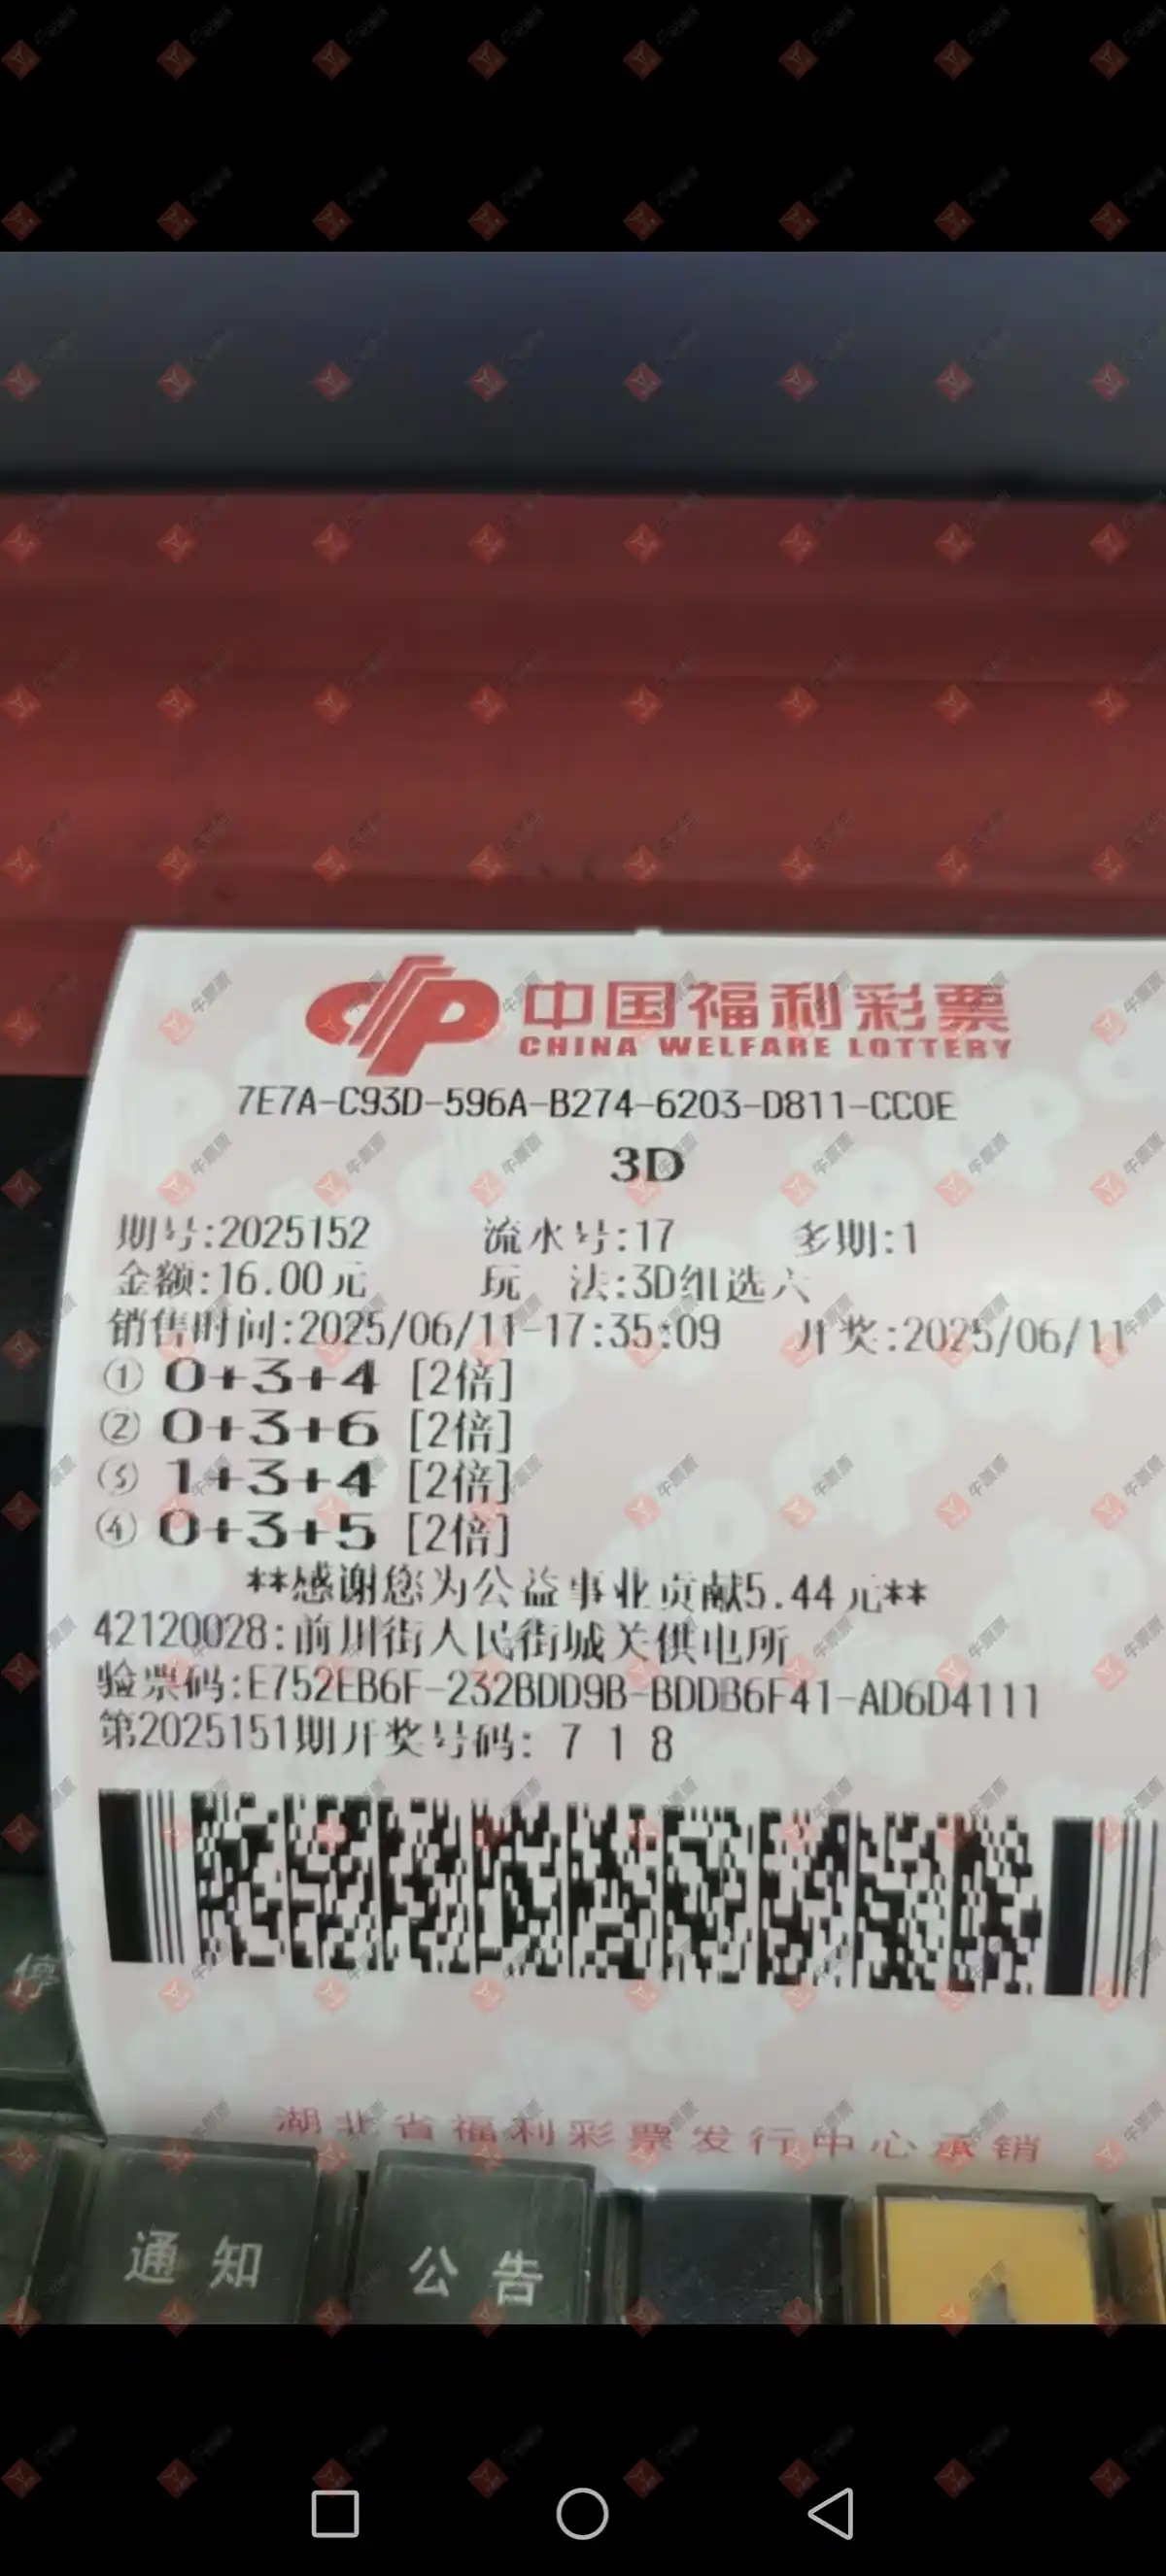 中国福利彩票
CHINA WELFARE LOTTERY
7E7A-C93D-596A-B274-6203-D811-CC0E
3D
期号:2025152 流水号:17 多期:1
金额:16.00元 玩 法:3D组选六
销售时间:2025/06/11-17:35:09 开奖:2025/06/11
① 0+3+4 [2倍]
② 0+3+6 [2倍]
③ 1+3+4 [2倍]
④ 0+3+5 [2倍]
**感谢您为公益事业贡献5.44元**
42120028:前川街人民街城关供电所
验票码:E752EB6F-232BDD9B-BDDB6F41-AD6D4111
第2025151期开奖号码: 7 1 8
停
湖北省福利彩票发行中心承销
通知 公告